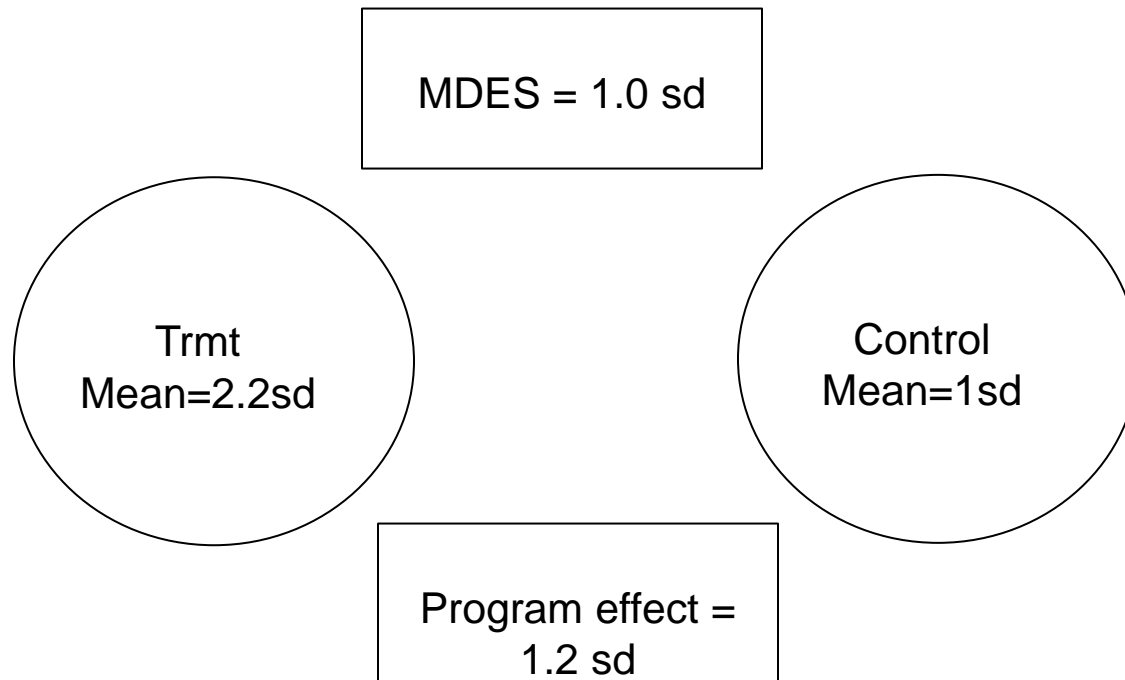 MDES = 1.0 sd
Trmt
Mean=2.2sd
Control
Mean=1sd
Program effect =
1.2 sd